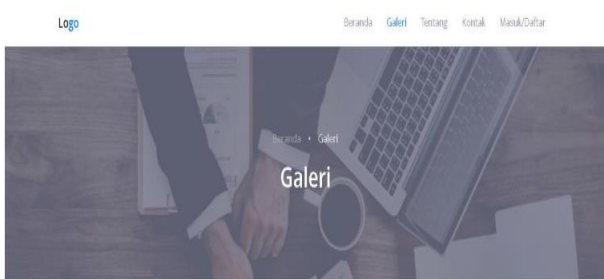 Logo
Beranda Galeri Tentang Kontak Masuk/Daftar
Beranda • Galeri
Galeri